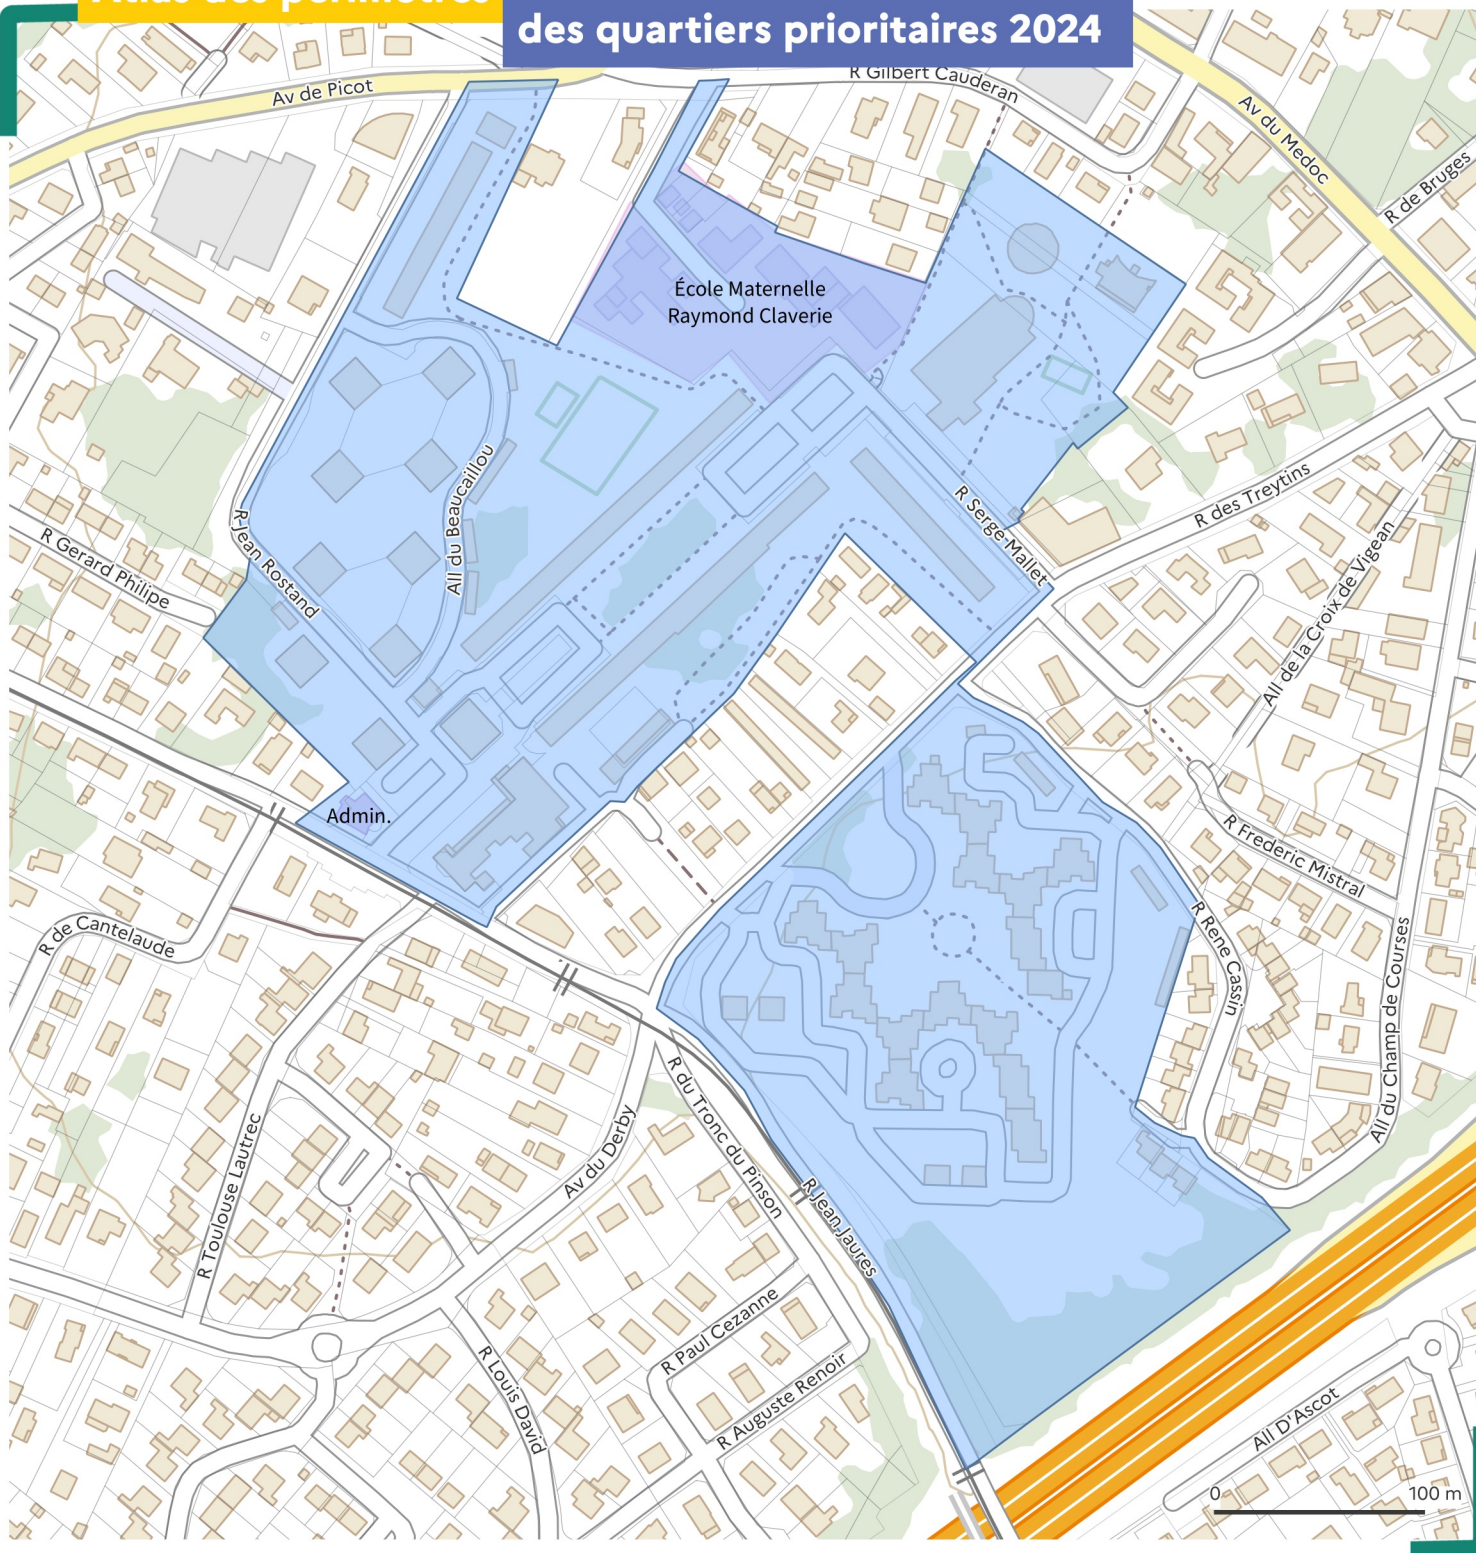 Atlas des périmètres
des quartiers prioritaires 2024
Av de Picot
R Gilbert Cauderan
Av du Medoc
R de Bruges
École Maternelle
Raymond Claverie
All du Beaucaillou
R Serge Mallet
R des Treytins
R Jean Rostand
R Gerard Philipe
All de la Croix de Vigean
Admin.
R Frederic Mistral
R de Cantelaude
R Rene Cassin
All du Champ de Courses
R Toulouse Lautrec
Av du Derby
R du Tronc du Pinson
R Jean Jaures
R Paul Cezanne
R Louis David
R Auguste Renoir
All D'Ascot
0 100 m